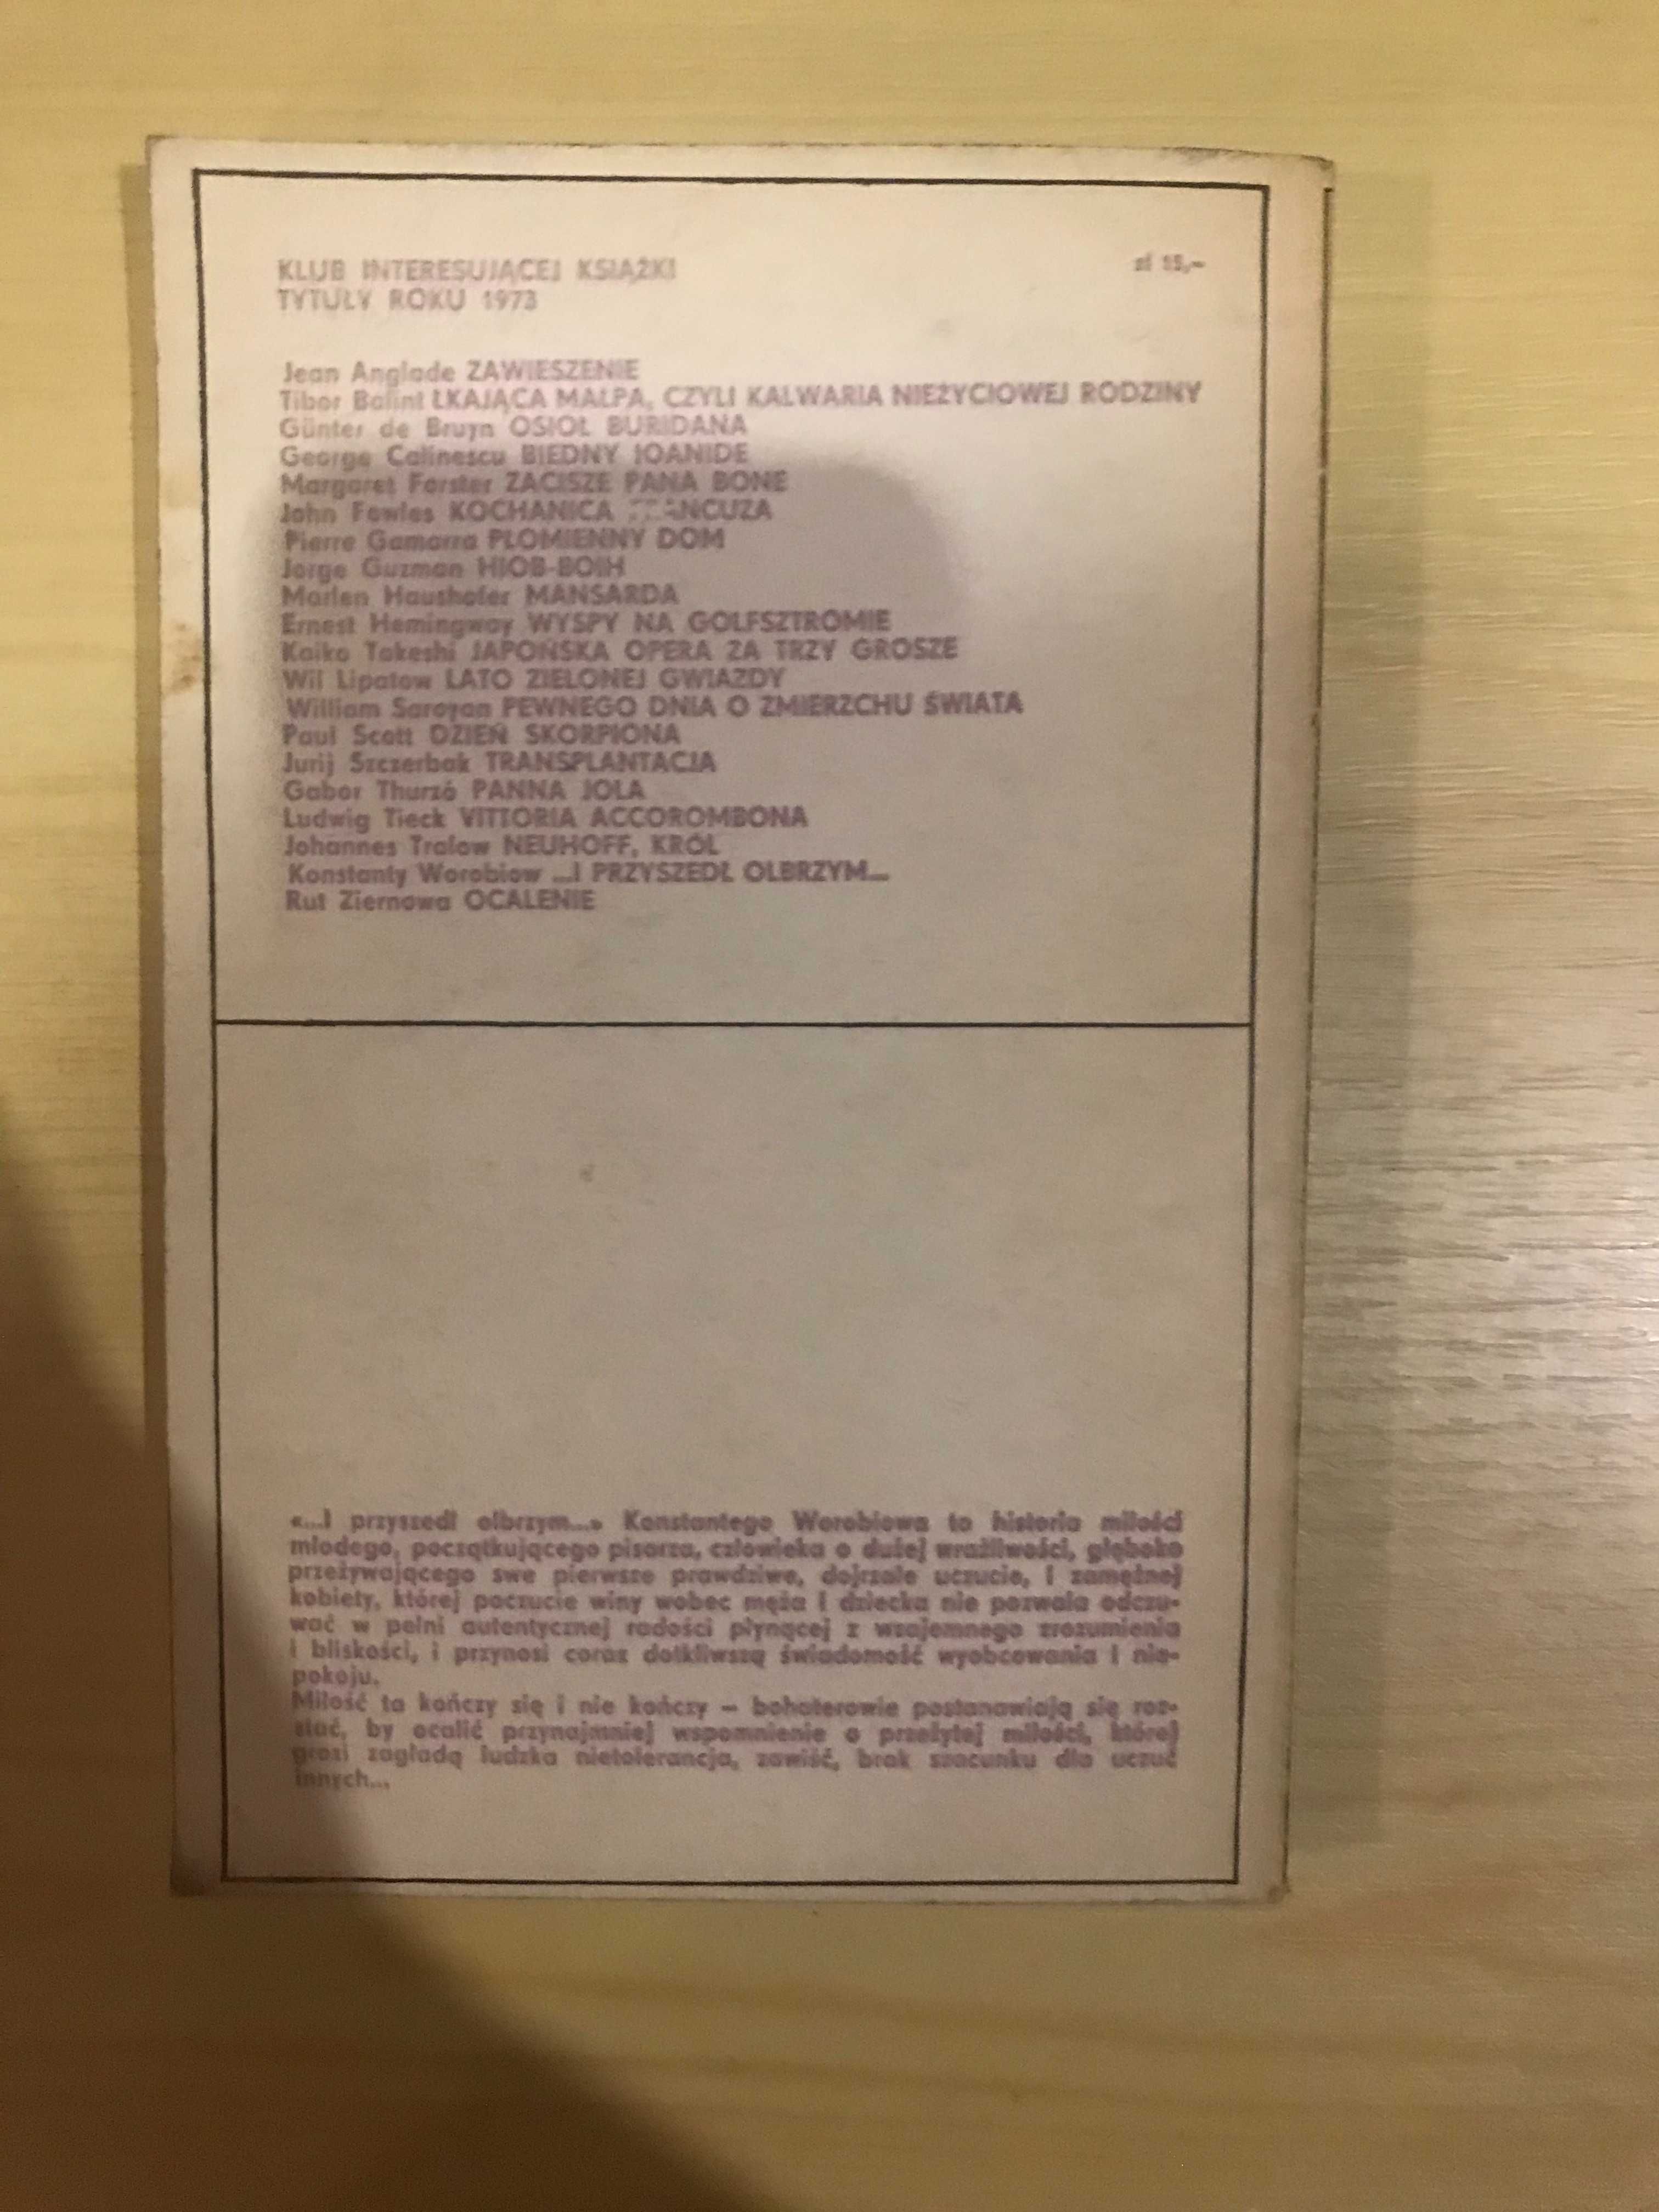 KLUB INTERESUJĄCEJ KSIĄŻKI
zł 15,–
TYTUŁY ROKU 1973
Jean Anglade ZAWIESZENIE
Tibor Balint ŁKAJĄCA MAŁPA, CZYLI KALWARIA NIEŻYCIOWEJ RODZINY
Günter de Bruyn OSIOŁ BURIDANA
George Calinescu BIEDNY IOANIDE
Margaret Forster ZACISZE PANA BONE
John Fowles KOCHANICA FRANCUZA
Pierre Gamarra PŁOMIENNY DOM
Jorge Guzman HIOB-BOIH
Marlen Haushofer MANSARDA
Ernest Hemingway WYSPY NA GOLFSZTROMIE
Kaiko Takeshi JAPOŃSKA OPERA ZA TRZY GROSZE
Wil Lipatow LATO ZIELONEJ GWIAZDY
William Saroyan PEWNEGO DNIA O ZMIERZCHU ŚWIATA
Paul Scott DZIEŃ SKORPIONA
Jurij Szczerbak TRANSPLANTACJA
Gabor Thurzó PANNA JOLA
Ludwig Tieck VITTORIA ACCOROMBONA
Johannes Tralow NEUHOFF, KRÓL
Konstanty Worobiow ...I PRZYSZEDŁ OLBRZYM...
Rut Ziernowa OCALENIE
«...I przyszedł olbrzym...» Konstantego Worobiowa to historia miłości
młodego, początkującego pisarza, człowieka o dużej wrażliwości, głęboko
przeżywającego swe pierwsze prawdziwe, dojrzałe uczucie, i zamężnej
kobiety, której poczucie winy wobec męża i dziecka nie pozwala odczu-
wać w pełni autentycznej radości płynącej z wzajemnego zrozumienia
i bliskości, i przynosi coraz dotkliwszą świadomość wyobcowania i nie-
pokoju.
Miłość ta kończy się i nie kończy – bohaterowie postanawiają się roz-
stać, by ocalić przynajmniej wspomnienie o przeżytej miłości, której
grozi zagładą ludzka nietolerancja, zawiść, brak szacunku dla uczuć
innych...